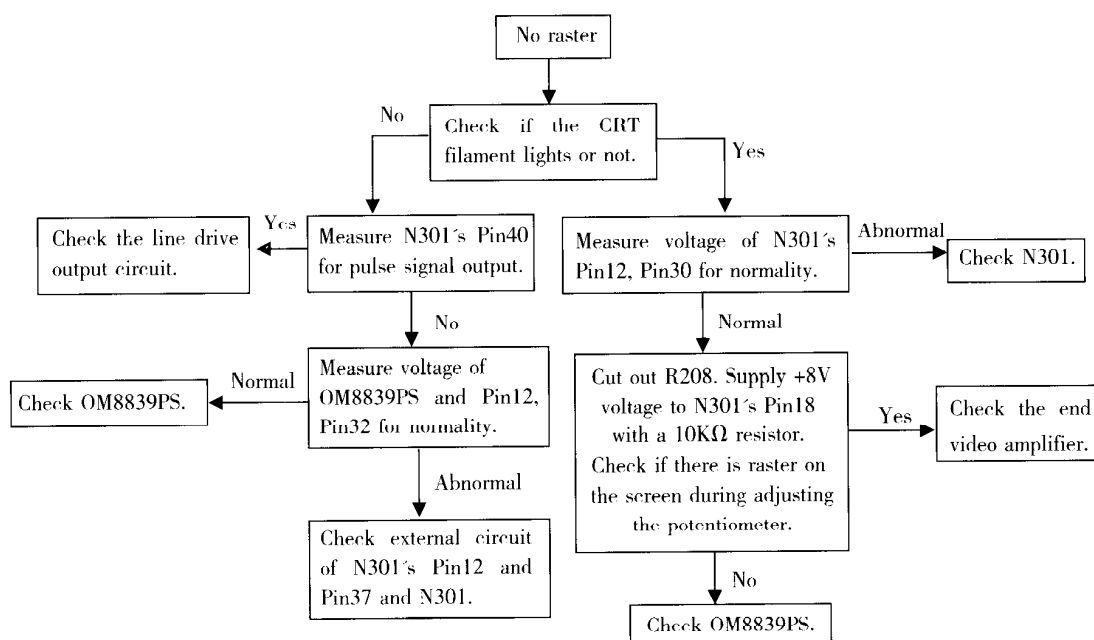 No raster
No
Check if the CRT
filament lights or not.
Yes
Check the line drive
output circuit.
Yes
Measure N301´s Pin40
for pulse signal output.
Measure voltage of N301´s
Pin12, Pin30 for normality.
Abnormal
Check N301.
No
Normal
Check OM8839PS.
Normal
Measure voltage of
OM8839PS and Pin12,
Pin32 for normality.
Cut out R208. Supply +8V
voltage to N301´s Pin18
with a 10KΩ resistor.
Check if there is raster on
the screen during adjusting
the potentiometer.
Yes
Check the end
video amplifier.
Abnormal
Check external circuit
of N301´s Pin12 and
Pin37 and N301.
No
Check OM8839PS.